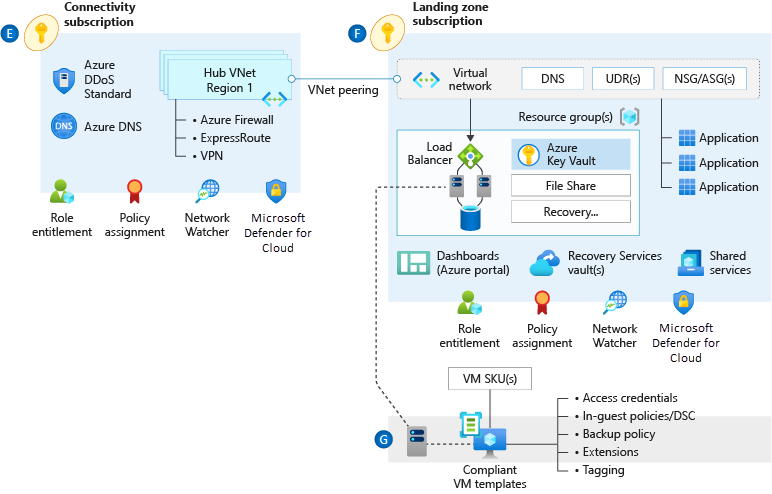 Connectivity
subscription
E
Azure
DDoS
Standard
DNS
Azure DNS
Hub VNet
Region 1
• Azure Firewall
• ExpressRoute
• VPN
VNet peering
Role
entitlement
Policy
assignment
Network
Watcher
Microsoft
Defender for
Cloud
Landing zone
subscription
F
Virtual
network
DNS
UDR(s)
NSG/ASG(s)
Resource group(s)
Load
Balancer
Azure
Key Vault
File Share
Recovery...
Application
Application
Application
Dashboards
(Azure portal)
Recovery Services
vault(s)
Shared
services
Role
entitlement
Policy
assignment
Network
Watcher
Microsoft
Defender for
Cloud
VM SKU(s)
G
Compliant
VM templates
• Access credentials
• In-guest policies/DSC
• Backup policy
• Extensions
• Tagging